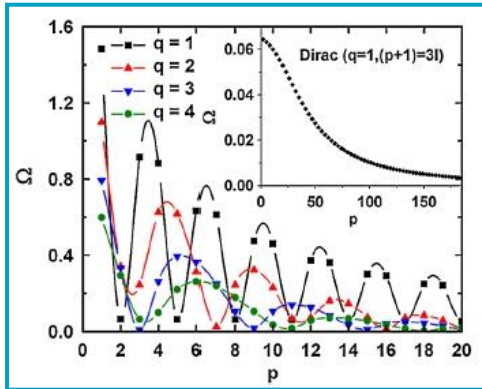 1.6
1.2
0.8
0.4
0.0
Ω
0 2 4 6 8 10 12 14 16 18 20
p
q = 1
q = 2
q = 3
q = 4
Dirac (q=1,(p+1)=3l)
0.06
0.04
0.02
0.00
Ω
0 50 100 150
p